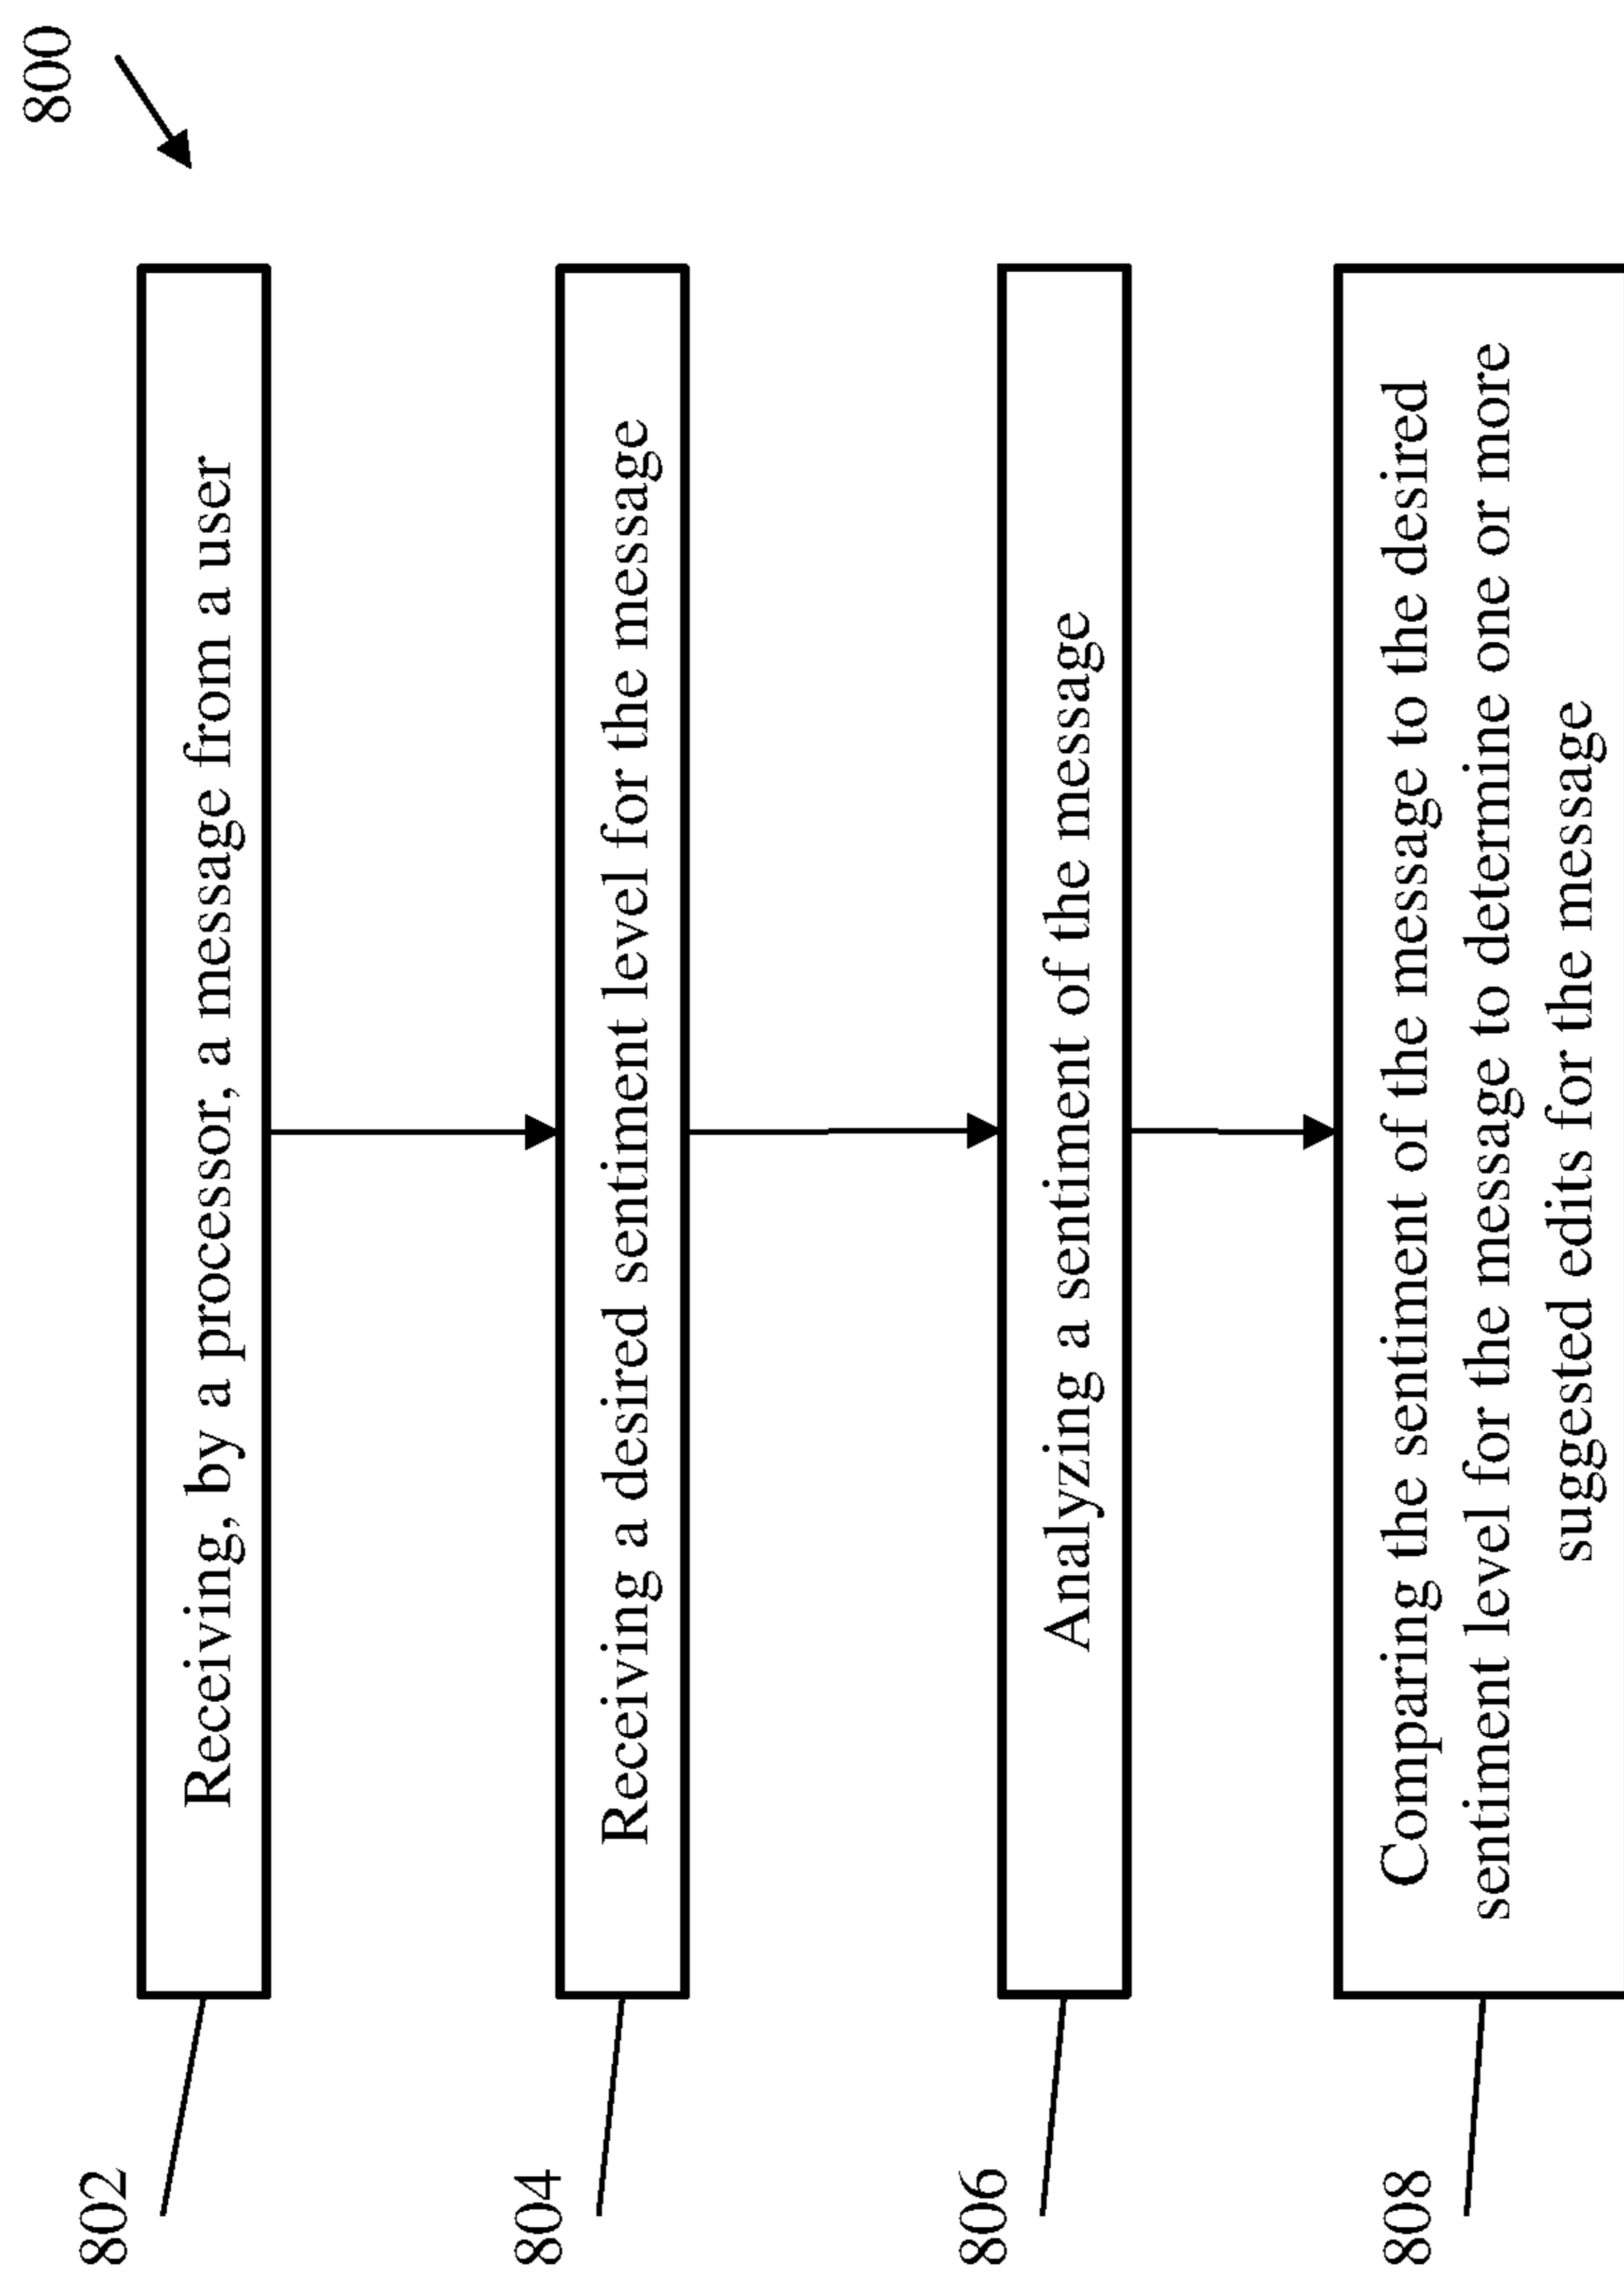 800
802
Receiving, by a processor, a message from a user
804
Receiving a desired sentiment level for the message
806
Analyzing a sentiment of the message
808
Comparing the sentiment of the message to the desired
sentiment level for the message to determine one or more
suggested edits for the message